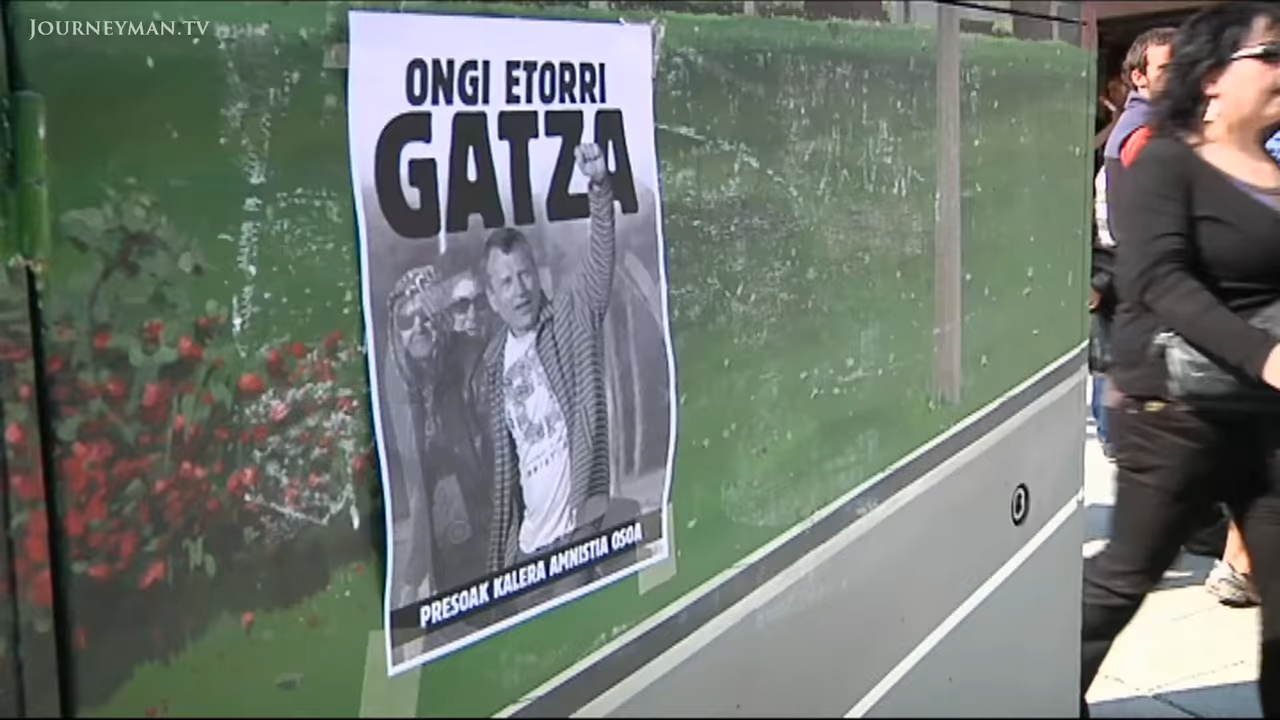 JOURNEYMAN.TV
ONGI ETORRI
GATZA
PRESOAK KALERA AMNISTIA OSOA